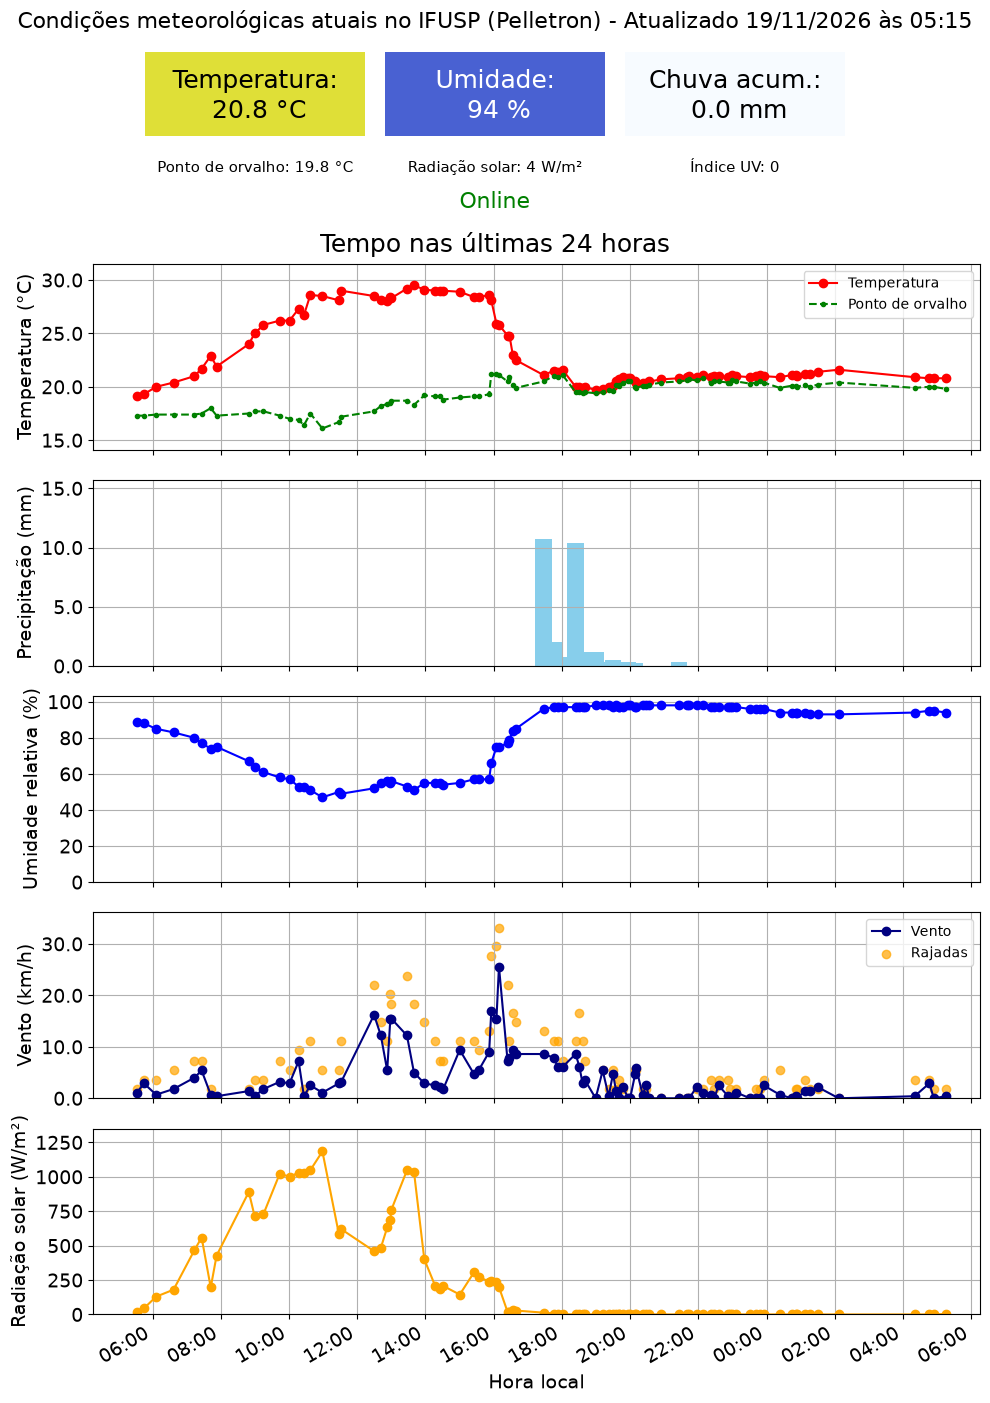 Condições meteorológicas atuais no IFUSP (Pelletron) - Atualizado 19/11/2026 às 05:15
Temperatura:
20.8 °C
Umidade:
94 %
Chuva acum.:
0.0 mm
Ponto de orvalho: 19.8 °C
Radiação solar: 4 W/m²
Índice UV: 0
Online
Tempo nas últimas 24 horas
Temperatura (°C)
30.0
25.0
20.0
15.0
Temperatura
Ponto de orvalho
Precipitação (mm)
15.0
10.0
5.0
0.0
Umidade relativa (%)
100
80
60
40
20
0
Vento (km/h)
30.0
20.0
10.0
0.0
Vento
Rajadas
Radiação solar (W/m²)
1250
1000
750
500
250
0
06:00 08:00 10:00 12:00 14:00 16:00 18:00 20:00 22:00 00:00 02:00 04:00 06:00
Hora local